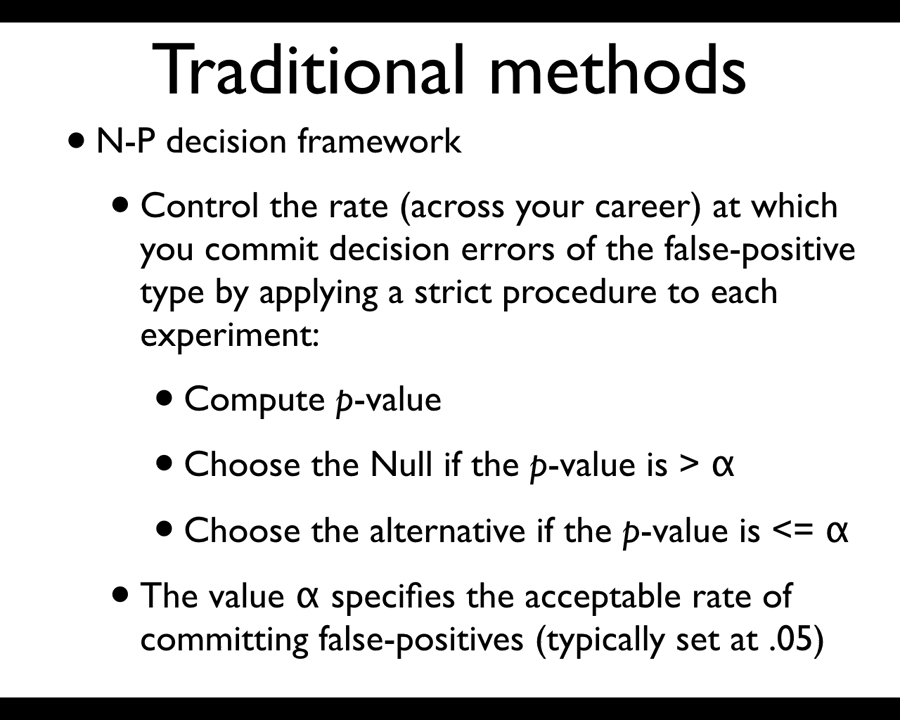 Traditional methods
• N-P decision framework
• Control the rate (across your career) at which
you commit decision errors of the false-positive
type by applying a strict procedure to each
experiment:
• Compute p-value
• Choose the Null if the p-value is > α
• Choose the alternative if the p-value is <= α
• The value α specifies the acceptable rate of
committing false-positives (typically set at .05)